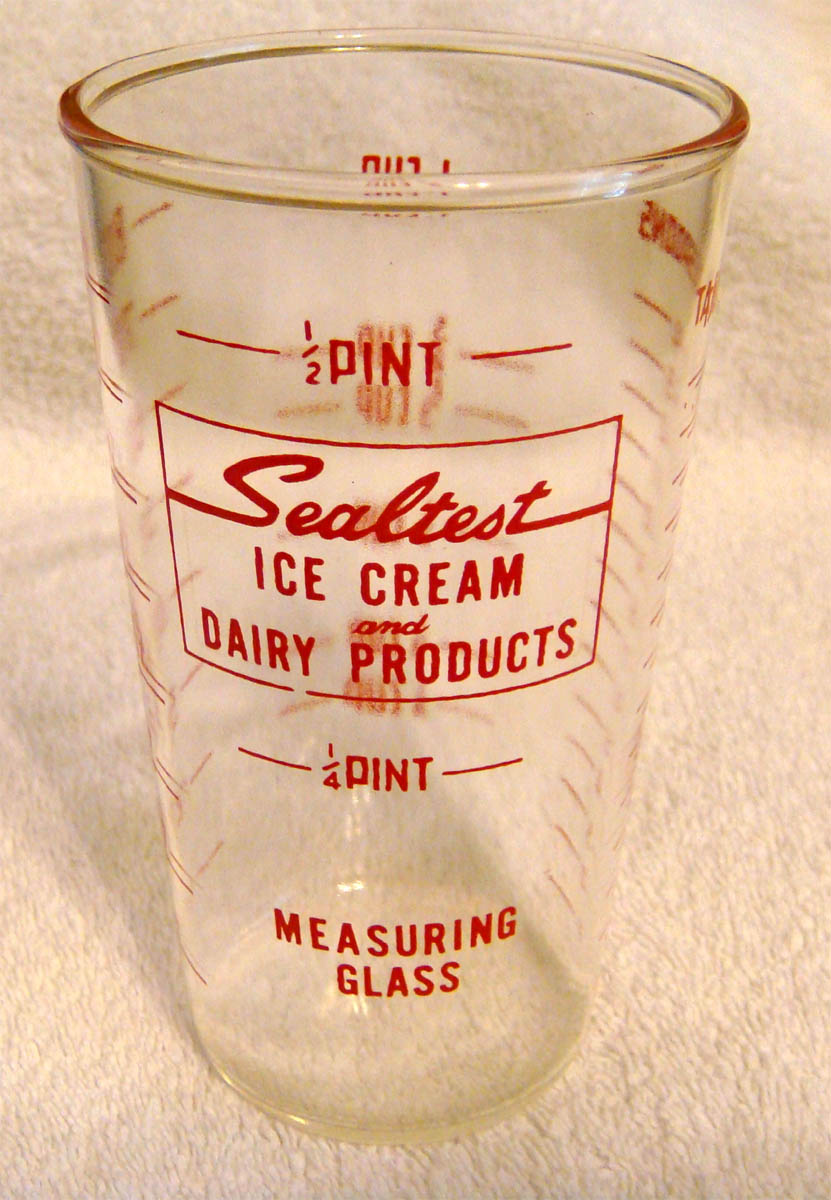 ½ PINT
Sealtest
ICE CREAM
and
DAIRY PRODUCTS
¼ PINT
MEASURING
GLASS